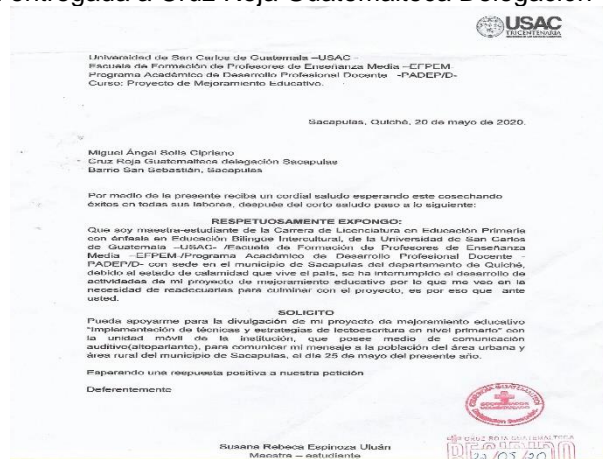 entregada a Cruz Roja Guatemalteca Delegación
USAC
TRICENTENARIA
Universidad de San Carlos de Guatemala –USAC -
Escuela de Formación de Profesores de Enseñanza Media –EFPEM-
Programa Académico de Desarrollo Profesional Docente -PADEP/D-
Curso: Proyecto de Mejoramiento Educativo.
Sacapulas, Quiché, 20 de mayo de 2020.
Miguel Ángel Solis Cipriano
Cruz Roja Guatemalteca delegación Sacapulas
Barrio San Sebastián, Sacapulas
Por medio de la presente reciba un cordial saludo esperando este cosechando
éxitos en todas sus labores, después del corto saludo paso a lo siguiente:
RESPETUOSAMENTE EXPONGO:
Que soy maestra-estudiante de la Carrera de Licenciatura en Educación Primaria
con énfasis en Educación Bilingüe Intercultural, de la Universidad de San Carlos
de Guatemala –USAC- /Escuela de Formación de Profesores de Enseñanza
Media –EFPEM-/Programa Académico de Desarrollo Profesional Docente -
PADEP/D- con sede en el municipio de Sacapulas del departamento de Quiché,
debido al estado de calamidad que vive el país, se ha interrumpido el desarrollo de
actividades de mi proyecto de mejoramiento educativo por lo que me veo en la
necesidad de readecuarlas para culminar con el proyecto, es por eso que ante
usted.
SOLICITO
Pueda apoyarme para la divulgación de mi proyecto de mejoramiento educativo
"Implementación de técnicas y estrategias de lectoescritura en nivel primario" con
la unidad móvil de la institución, que posee medio de comunicación
auditivo(altoparlante), para comunicar mi mensaje a la población del área urbana y
área rural del municipio de Sacapulas, el día 25 de mayo del presente año.
Esperando una respuesta positiva a nuestra petición
Deferentemente
CRUZ ROJA GUATEMALTECA
RECIBIDO
Susana Rebeca Espinoza Uluán
Maestra – estudiante